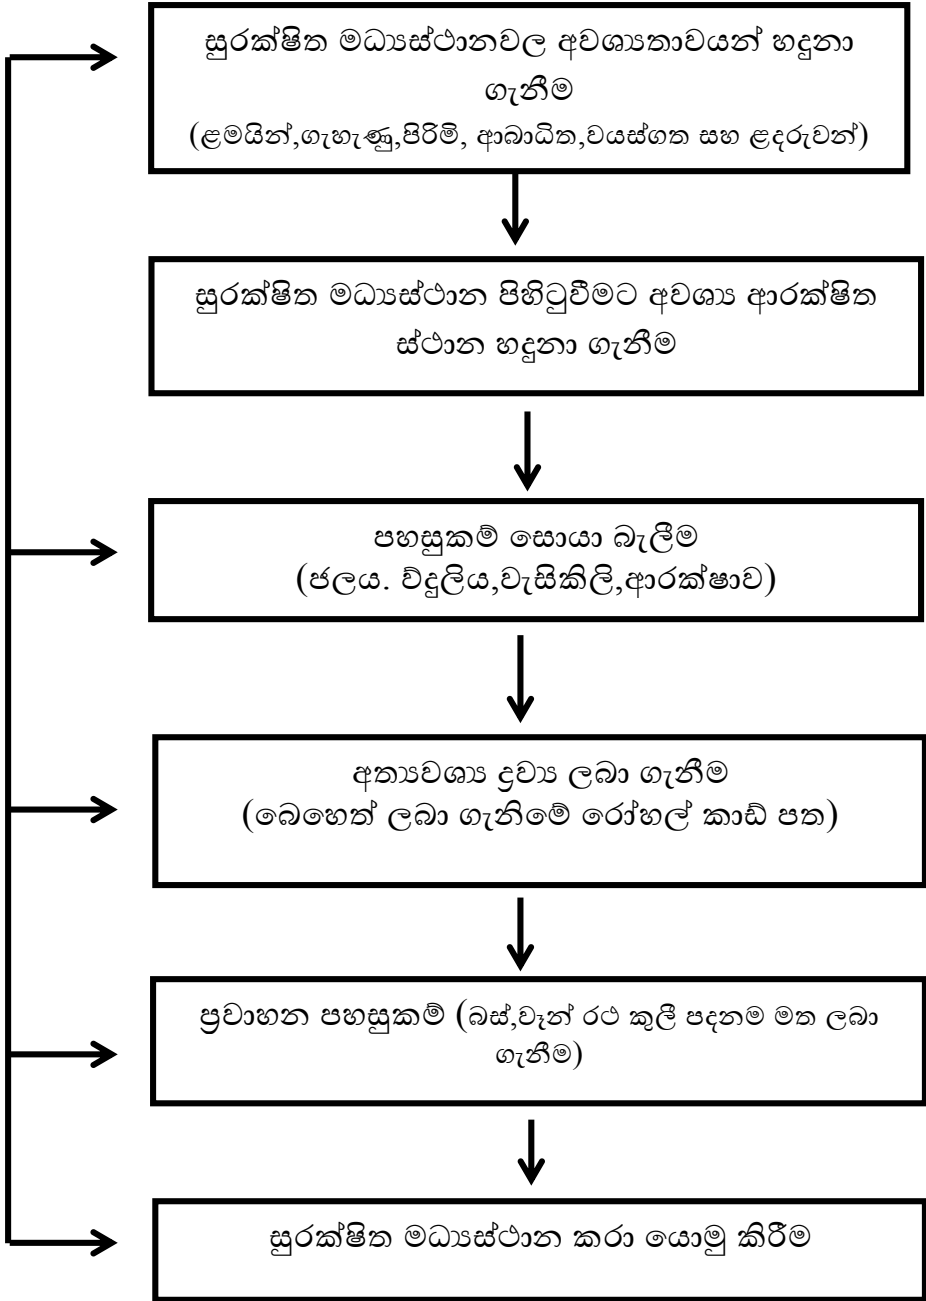 සුරක්ෂිත මධ්‍යස්ථානවල අවශ්‍යතාවයන් හදුනා
ගැනීම
(ළමයින්,ගැහැණු,පිරිමි, ආබාධිත,වයස්ගත සහ ළදරුවන්)
සුරක්ෂිත මධ්‍යස්ථාන පිහිටුවීමට අවශ්‍ය ආරක්ෂිත
ස්ථාන හදුනා ගැනීම
පහසුකම් සොයා බැලීම
(ජලය. විදුලිය,වැසිකිලි,ආරක්ෂාව)
අත්‍යවශ්‍ය ද්‍රව්‍ය ලබා ගැනීම
(බෙහෙත් ලබා ගැනිමේ රෝහල් කාඩ් පත)
ප්‍රවාහන පහසුකම් (බස්,වෑන් රථ කුලී පදනම මත ලබා
ගැනීම)
සුරක්ෂිත මධ්‍යස්ථාන කරා යොමු කිරීම